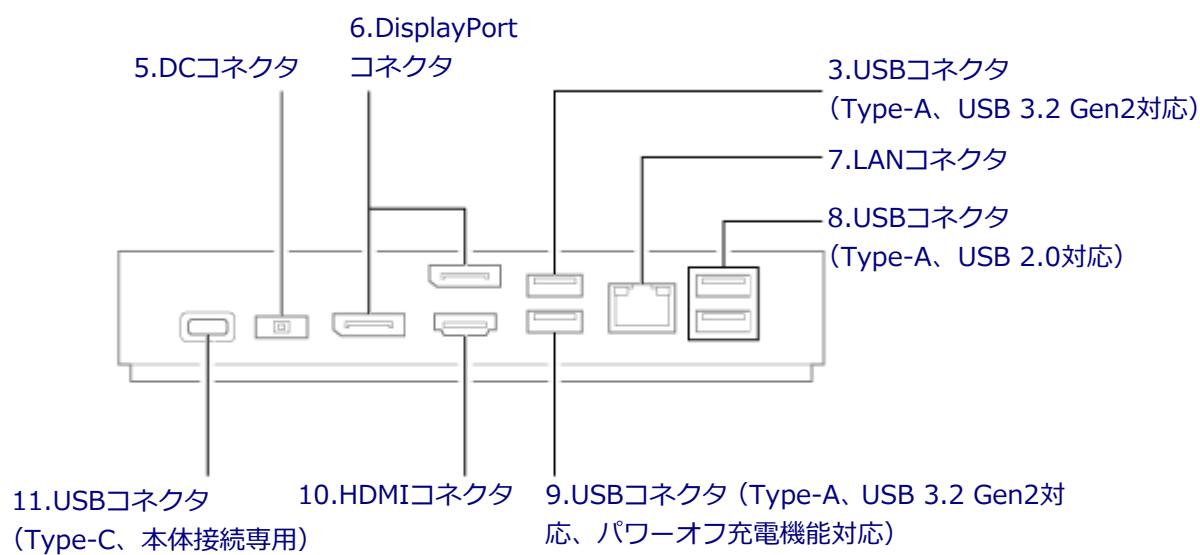 6.DisplayPort
コネクタ
5.DCコネクタ
3.USBコネクタ
（Type-A、USB 3.2 Gen2対応）
7.LANコネクタ
8.USBコネクタ
（Type-A、USB 2.0対応）
11.USBコネクタ
（Type-C、本体接続専用）
10.HDMIコネクタ
9.USBコネクタ（Type-A、USB 3.2 Gen2対
応、パワーオフ充電機能対応）